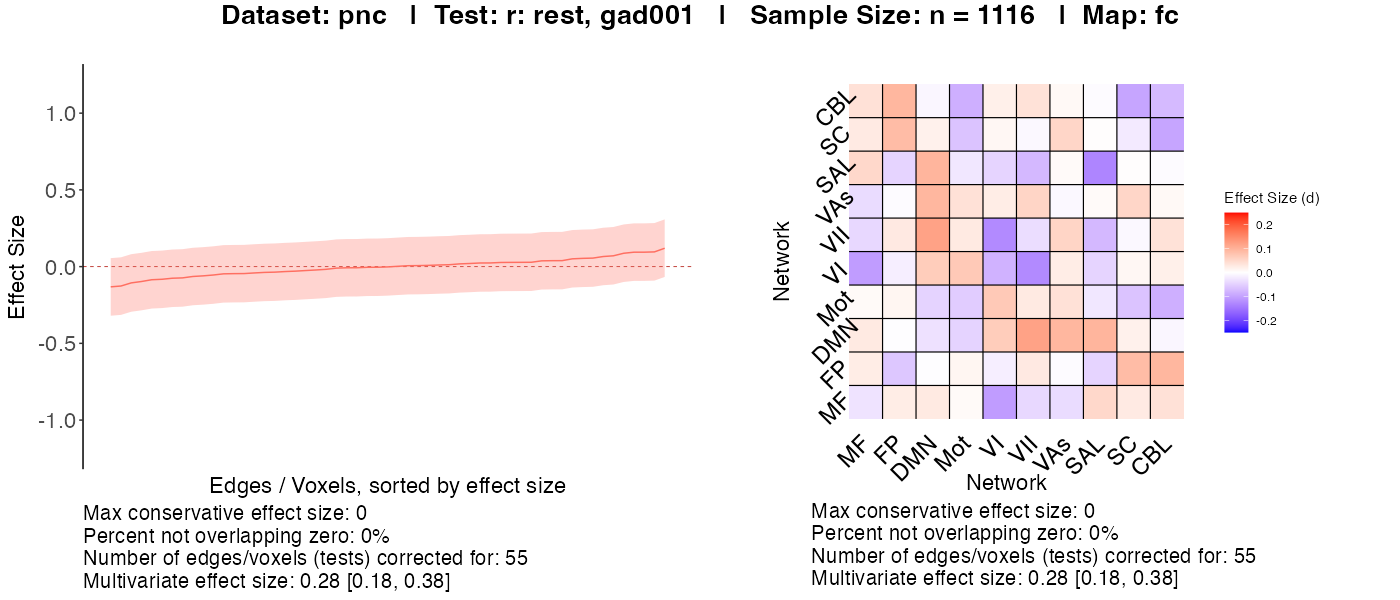 Dataset: pnc | Test: r: rest, gad001 | Sample Size: n = 1116 | Map: fc
1.0
0.5
0.0
-0.5
-1.0
Effect Size
Edges / Voxels, sorted by effect size
Max conservative effect size: 0
Percent not overlapping zero: 0%
Number of edges/voxels (tests) corrected for: 55
Multivariate effect size: 0.28 [0.18, 0.38]
Network
CBL
SC
SAL
VAs
VII
VI
Mot
DMN
FP
MF
MF
FP
DMN
Mot
VI
VII
VAs
SAL
SC
CBL
Network
Effect Size (d)
0.2
0.1
0.0
-0.1
-0.2
Max conservative effect size: 0
Percent not overlapping zero: 0%
Number of edges/voxels (tests) corrected for: 55
Multivariate effect size: 0.28 [0.18, 0.38]